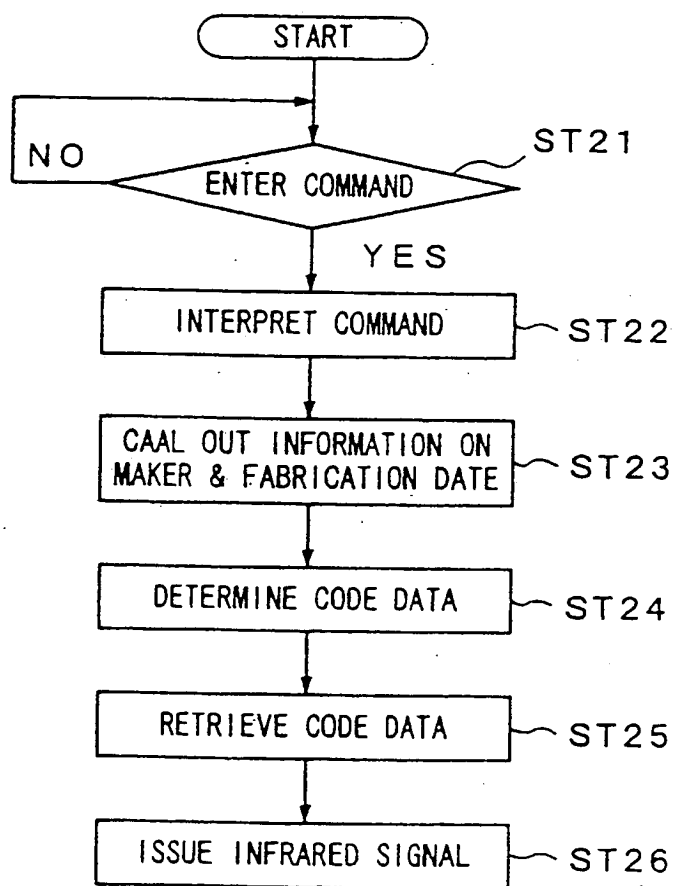 START
NO
ENTER COMMAND
ST21
YES
INTERPRET COMMAND
ST22
CAAL OUT INFORMATION ON
MAKER & FABRICATION DATE
ST23
DETERMINE CODE DATA
ST24
RETRIEVE CODE DATA
ST25
ISSUE INFRARED SIGNAL
ST26